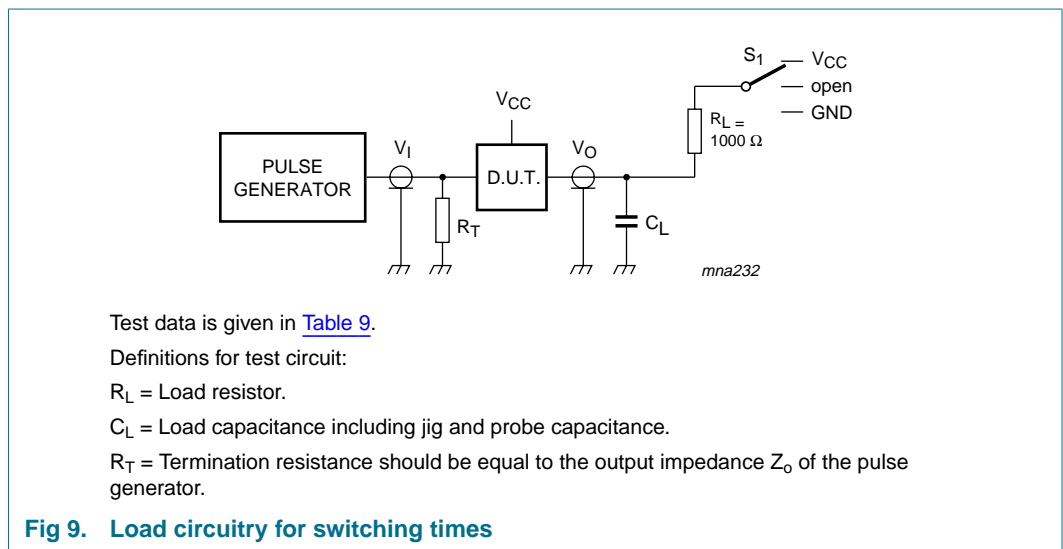 S1
VCC
open
GND
VCC
RL =
1000 Ω
VI
VO
PULSE
GENERATOR
D.U.T.
RT
CL
mna232
Test data is given in Table 9.
Definitions for test circuit:
RL = Load resistor.
CL = Load capacitance including jig and probe capacitance.
RT = Termination resistance should be equal to the output impedance Zo of the pulse
generator.
Fig 9. Load circuitry for switching times